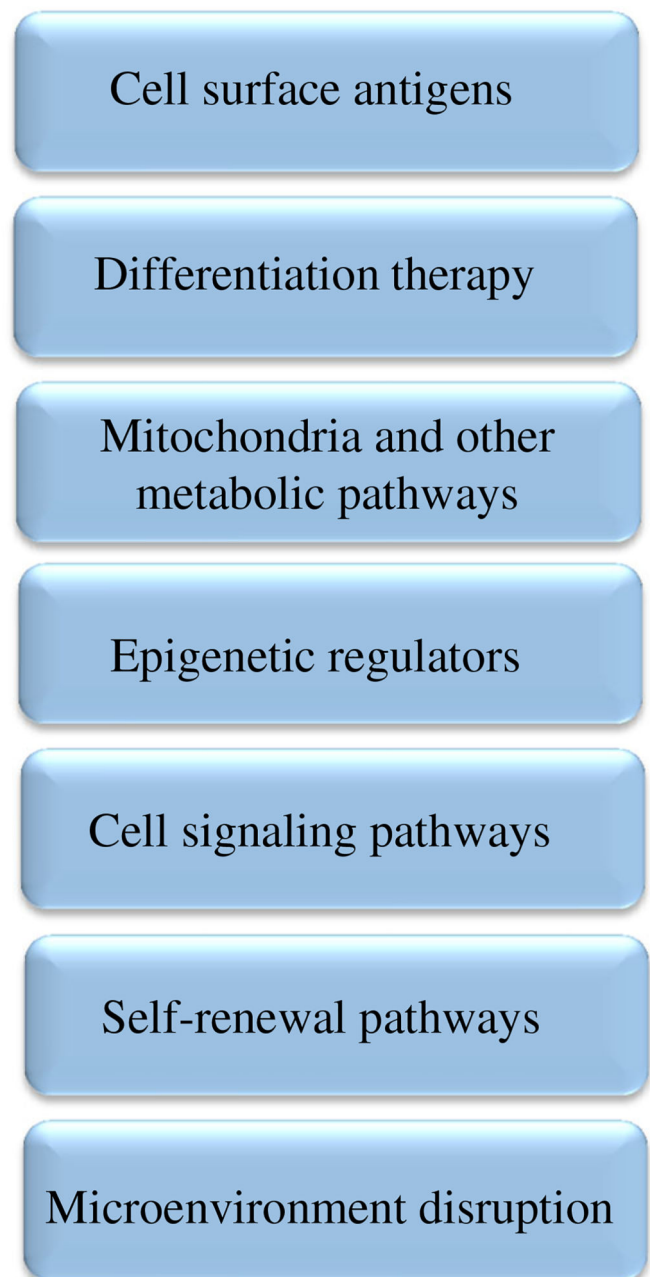 Cell surface antigens
Differentiation therapy
Mitochondria and other
metabolic pathways
Epigenetic regulators
Cell signaling pathways
Self-renewal pathways
Microenvironment disruption